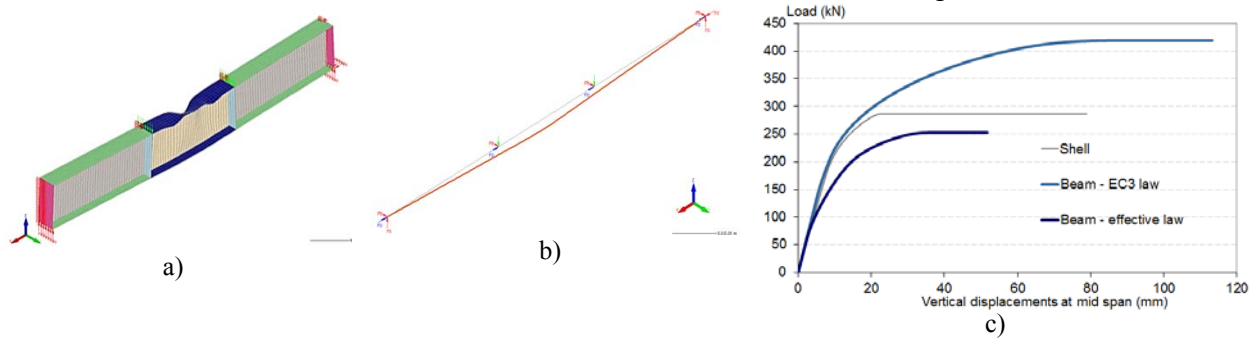 a)
b)
Load (kN)
450
400
350
300
250
200
150
100
50
0
Shell
Beam - EC3 law
Beam - effective law
0 20 40 60 80 100 120
Vertical displacements at mid span (mm)
c)